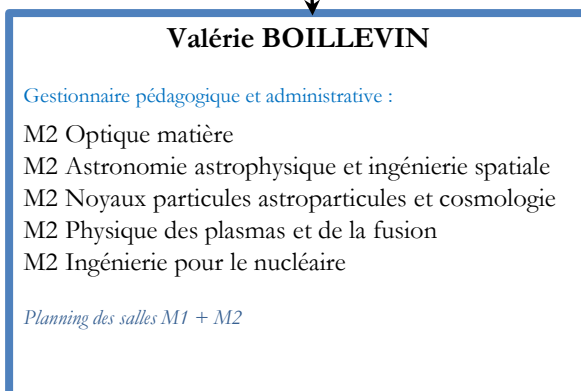 Valérie BOILLEVIN
Gestionnaire pédagogique et administrative :
M2 Optique matière
M2 Astronomie astrophysique et ingénierie spatiale
M2 Noyaux particules astroparticules et cosmologie
M2 Physique des plasmas et de la fusion
M2 Ingénierie pour le nucléaire
Planning des salles M1 + M2